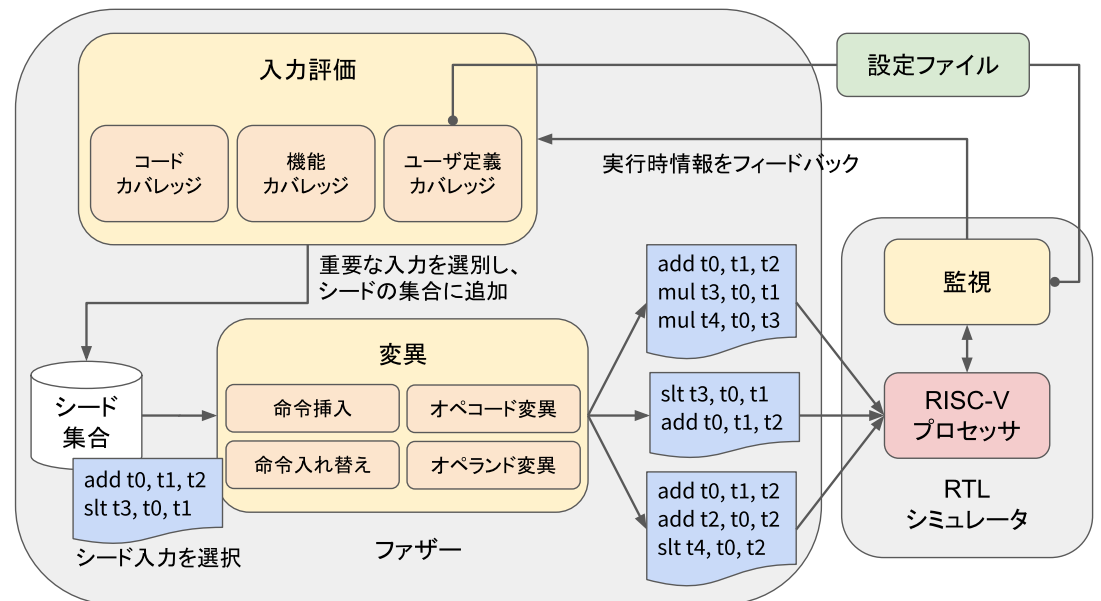 入力評価
設定ファイル
コード
カバレッジ
機能
カバレッジ
ユーザ定義
カバレッジ
実行時情報をフィードバック
重要な入力を選別し、
シードの集合に追加
add t0, t1, t2
mul t3, t0, t1
mul t4, t0, t3
監視
変異
命令挿入
オペコード変異
命令入れ替え
オペランド変異
シード
集合
slt t3, t0, t1
add t0, t1, t2
RISC-V
プロセッサ
add t0, t1, t2
slt t3, t0, t1
シード入力を選択
ファザー
add t0, t1, t2
add t2, t0, t2
slt t4, t0, t2
RTL
シミュレータ